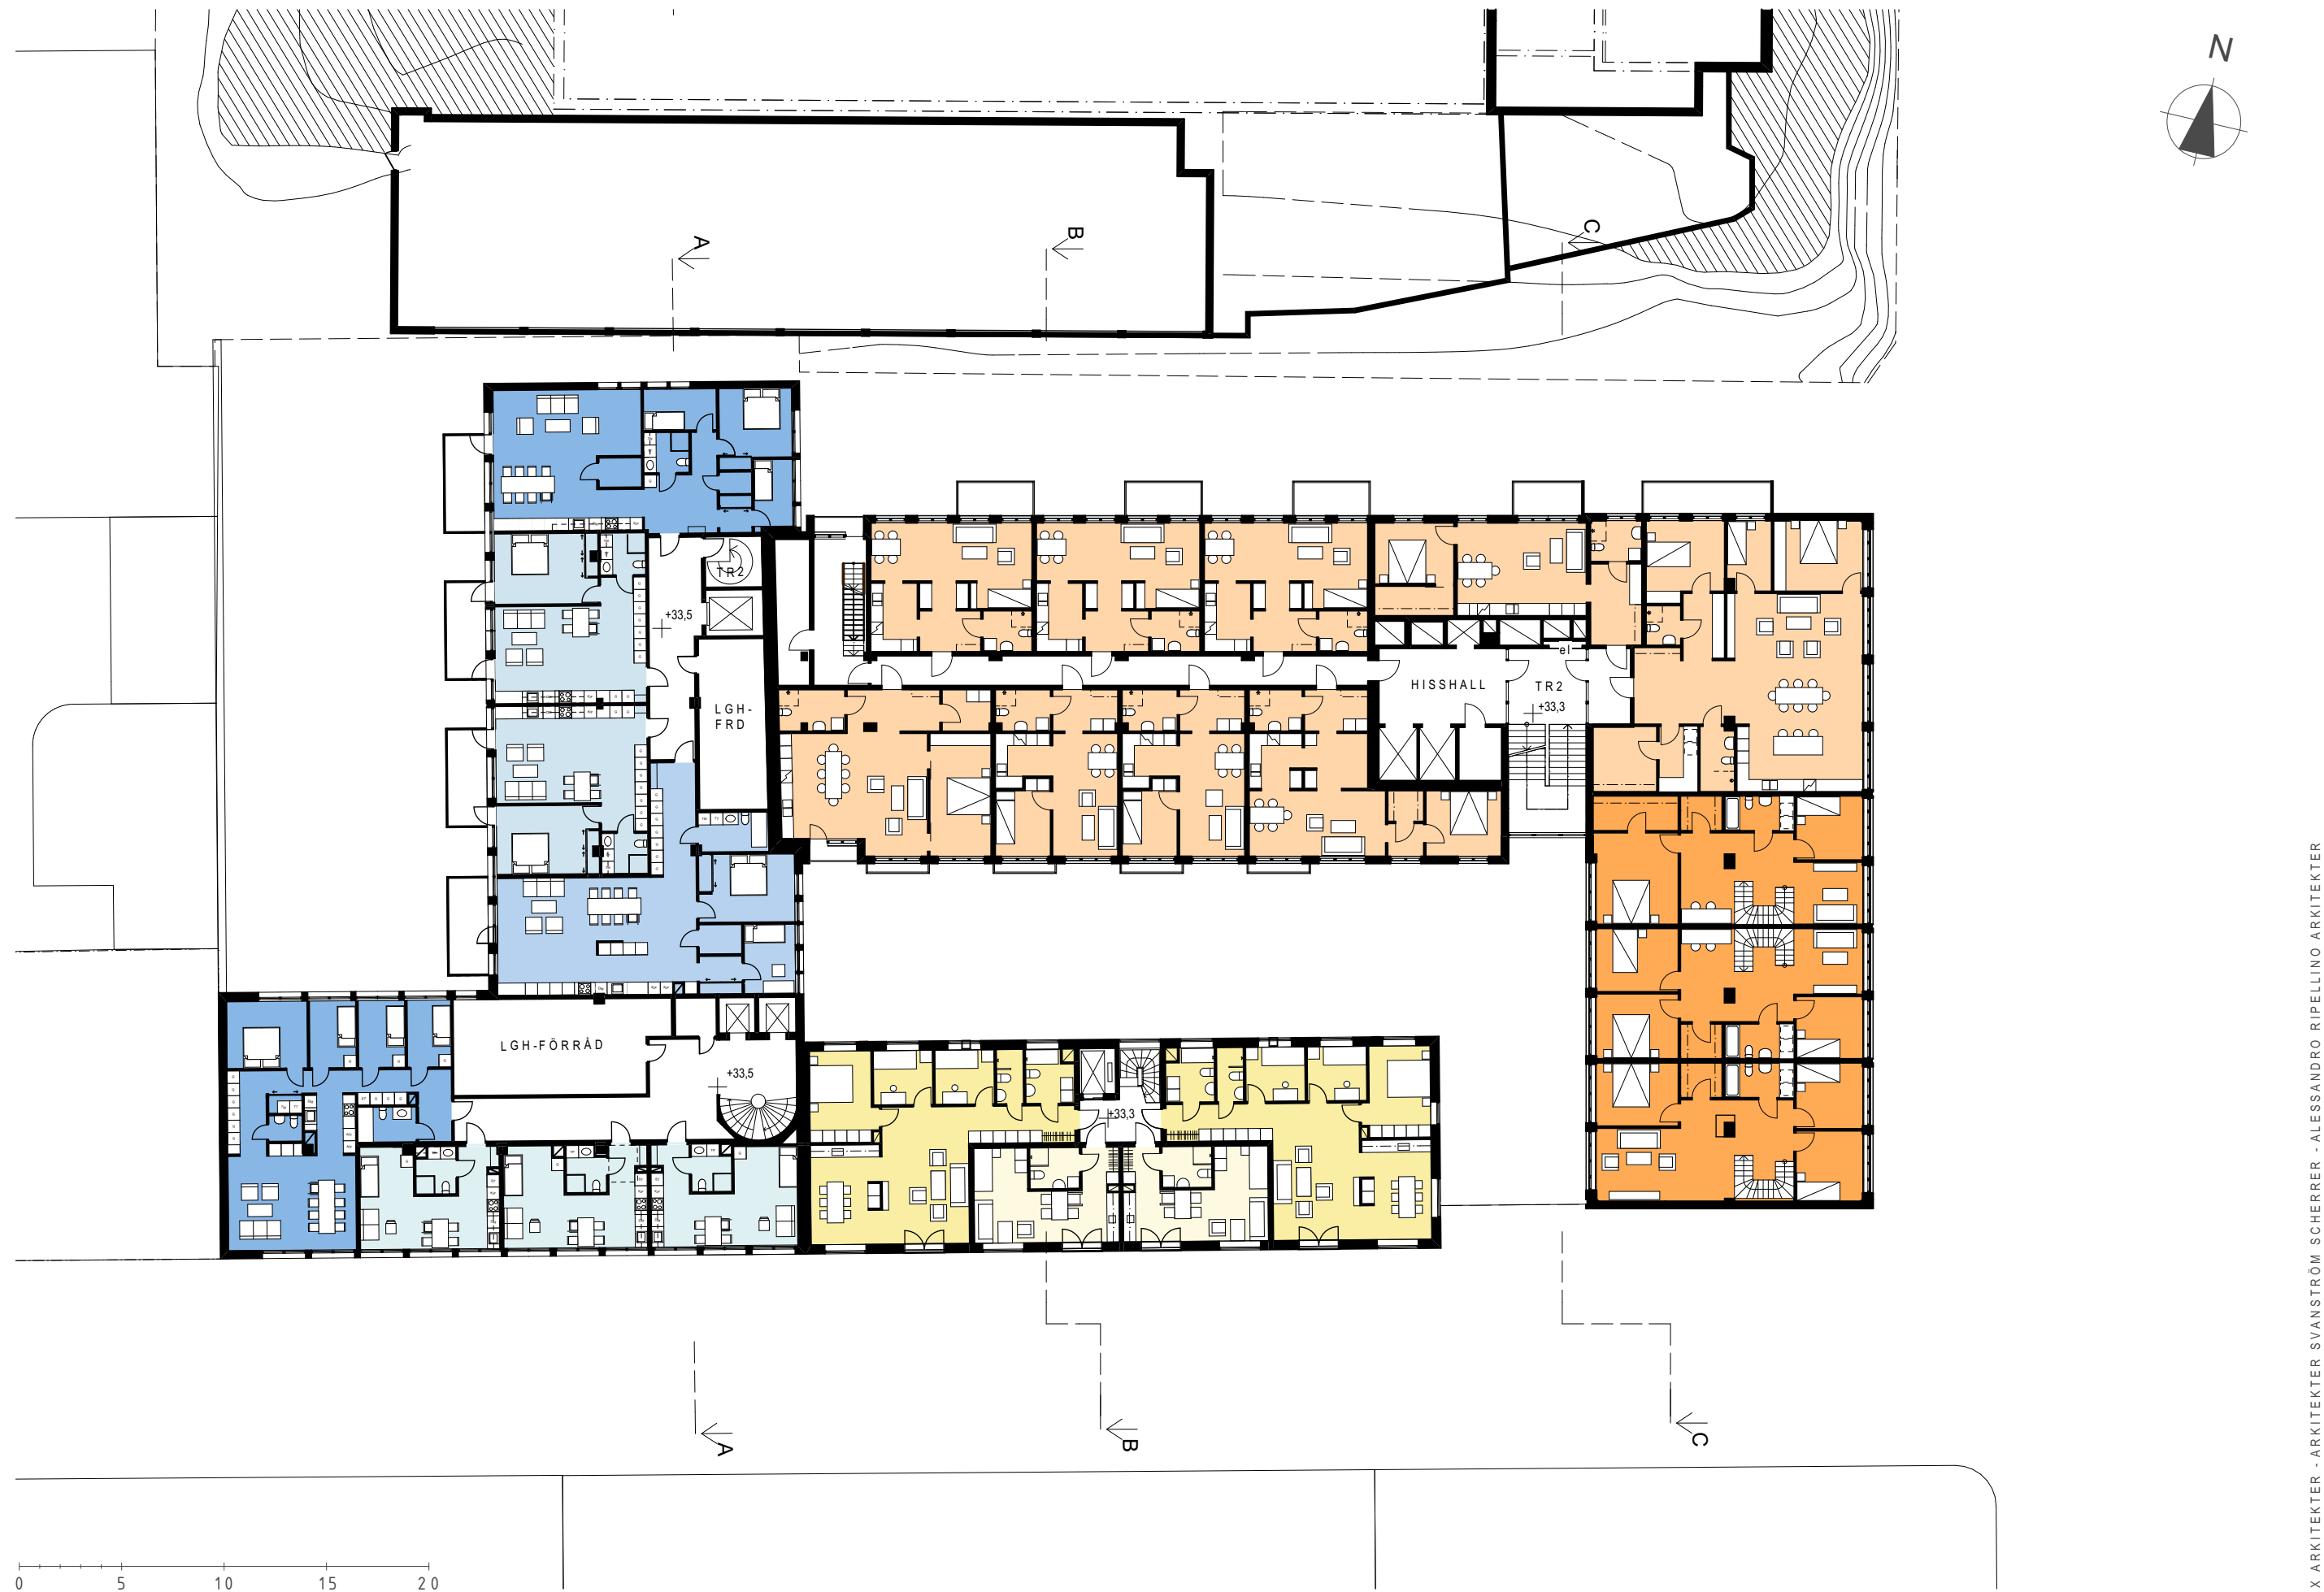 N
C
B
A
TR2
+33,5
el
HISSHALL
TR2
LGH-
FRD
+33,3
LGH-FÖRRÅD
+33,5
+33,3
A
B
C
0 5 10 15 20
X ARKITEKTER - ARKITEKTER SVANSTRÖM SCHERRER - ALESSANDRO RIPELLINO ARKITEKTER